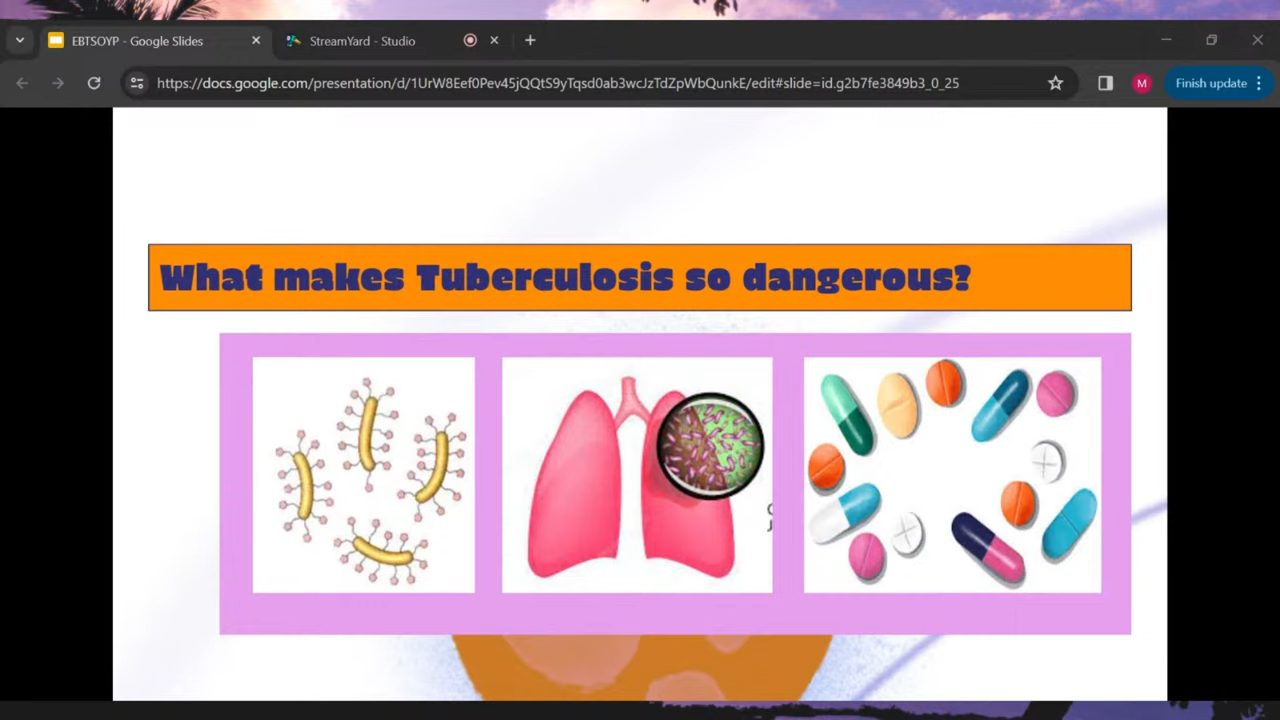 EBTSOYP - Google Slides
StreamYard - Studio
https://docs.google.com/presentation/d/1UrW8Eef0Pev45jQQtS9yTqsd0ab3wcJzTdZpWbQunkE/edit#slide=id.g2b7fe3849b3_0_25
M
Finish update
What makes Tuberculosis so dangerous?